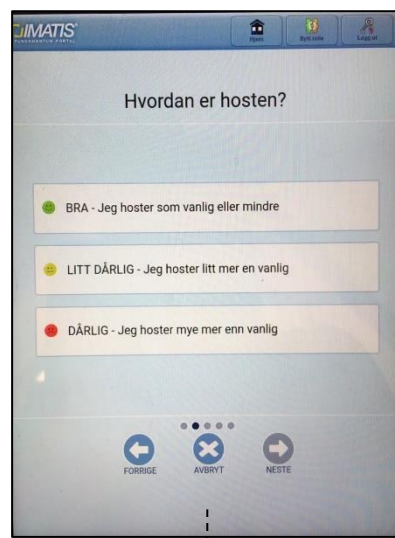 IMATIS
Hjem
Bytt rolle
Logg ut
Hvordan er hosten?
BRA - Jeg hoster som vanlig eller mindre
LITT DÅRLIG - Jeg hoster litt mer en vanlig
DÅRLIG - Jeg hoster mye mer enn vanlig
FORRIGE
AVBRYT
NESTE